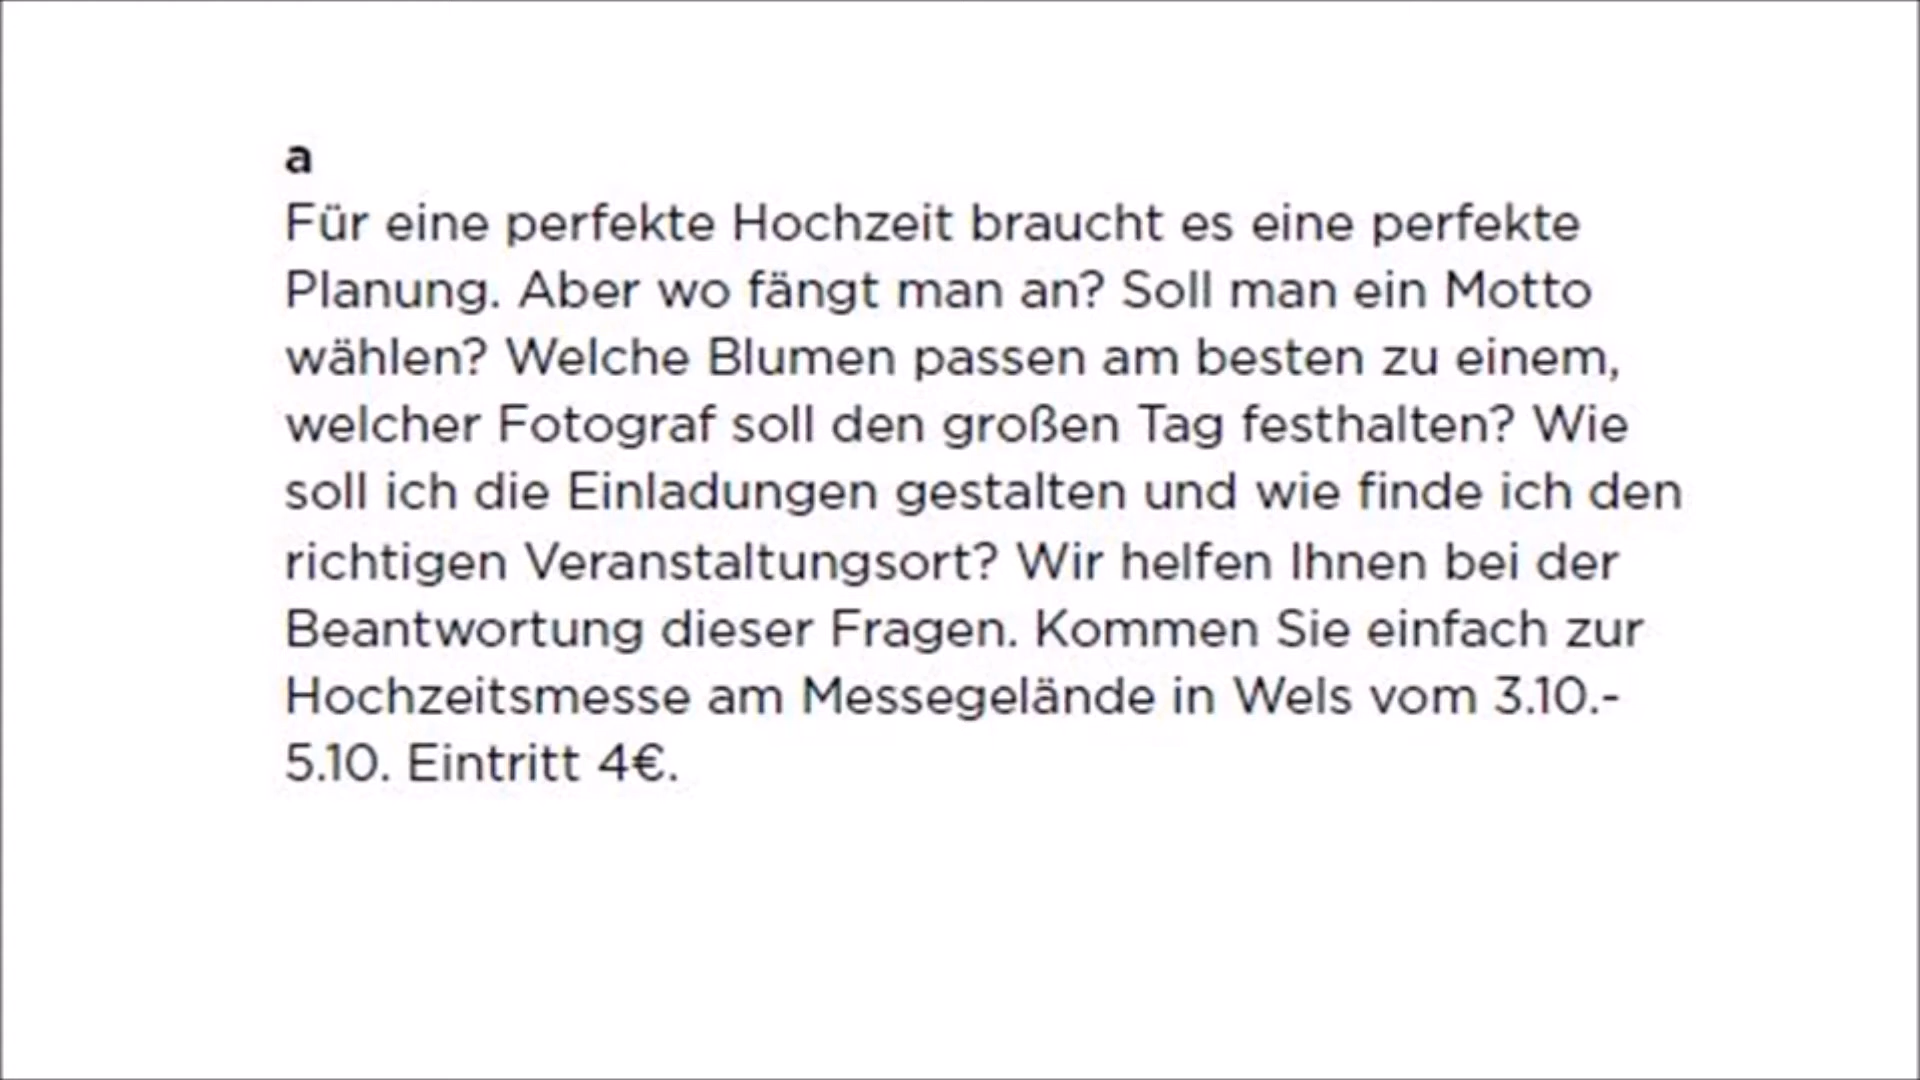 a
Für eine perfekte Hochzeit braucht es eine perfekte
Planung. Aber wo fängt man an? Soll man ein Motto
wählen? Welche Blumen passen am besten zu einem,
welcher Fotograf soll den großen Tag festhalten? Wie
soll ich die Einladungen gestalten und wie finde ich den
richtigen Veranstaltungsort? Wir helfen Ihnen bei der
Beantwortung dieser Fragen. Kommen Sie einfach zur
Hochzeitsmesse am Messegelände in Wels vom 3.10.-
5.10. Eintritt 4€.